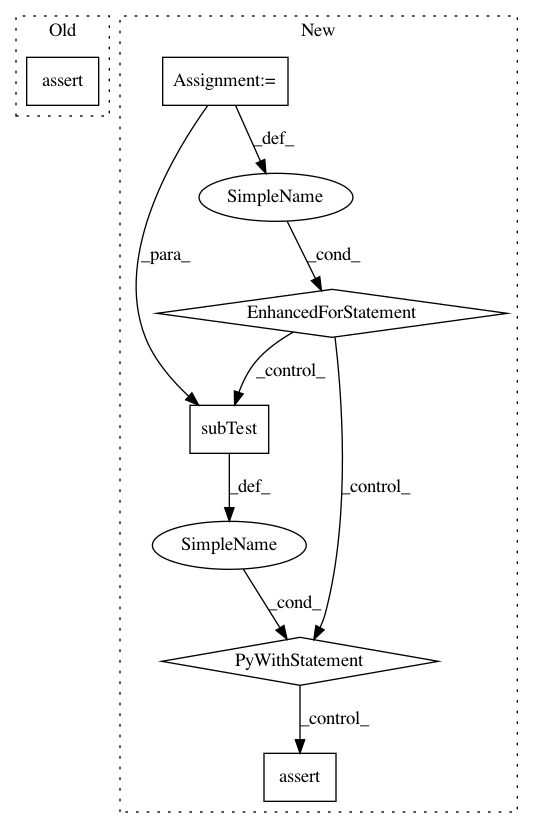 Old
New
assert
Assignment:=
_def_
SimpleName
_para_
_cond_
EnhancedForStatement
_control_
subTest
_def_
_control_
SimpleName
_cond_
PyWithStatement
_control_
assert